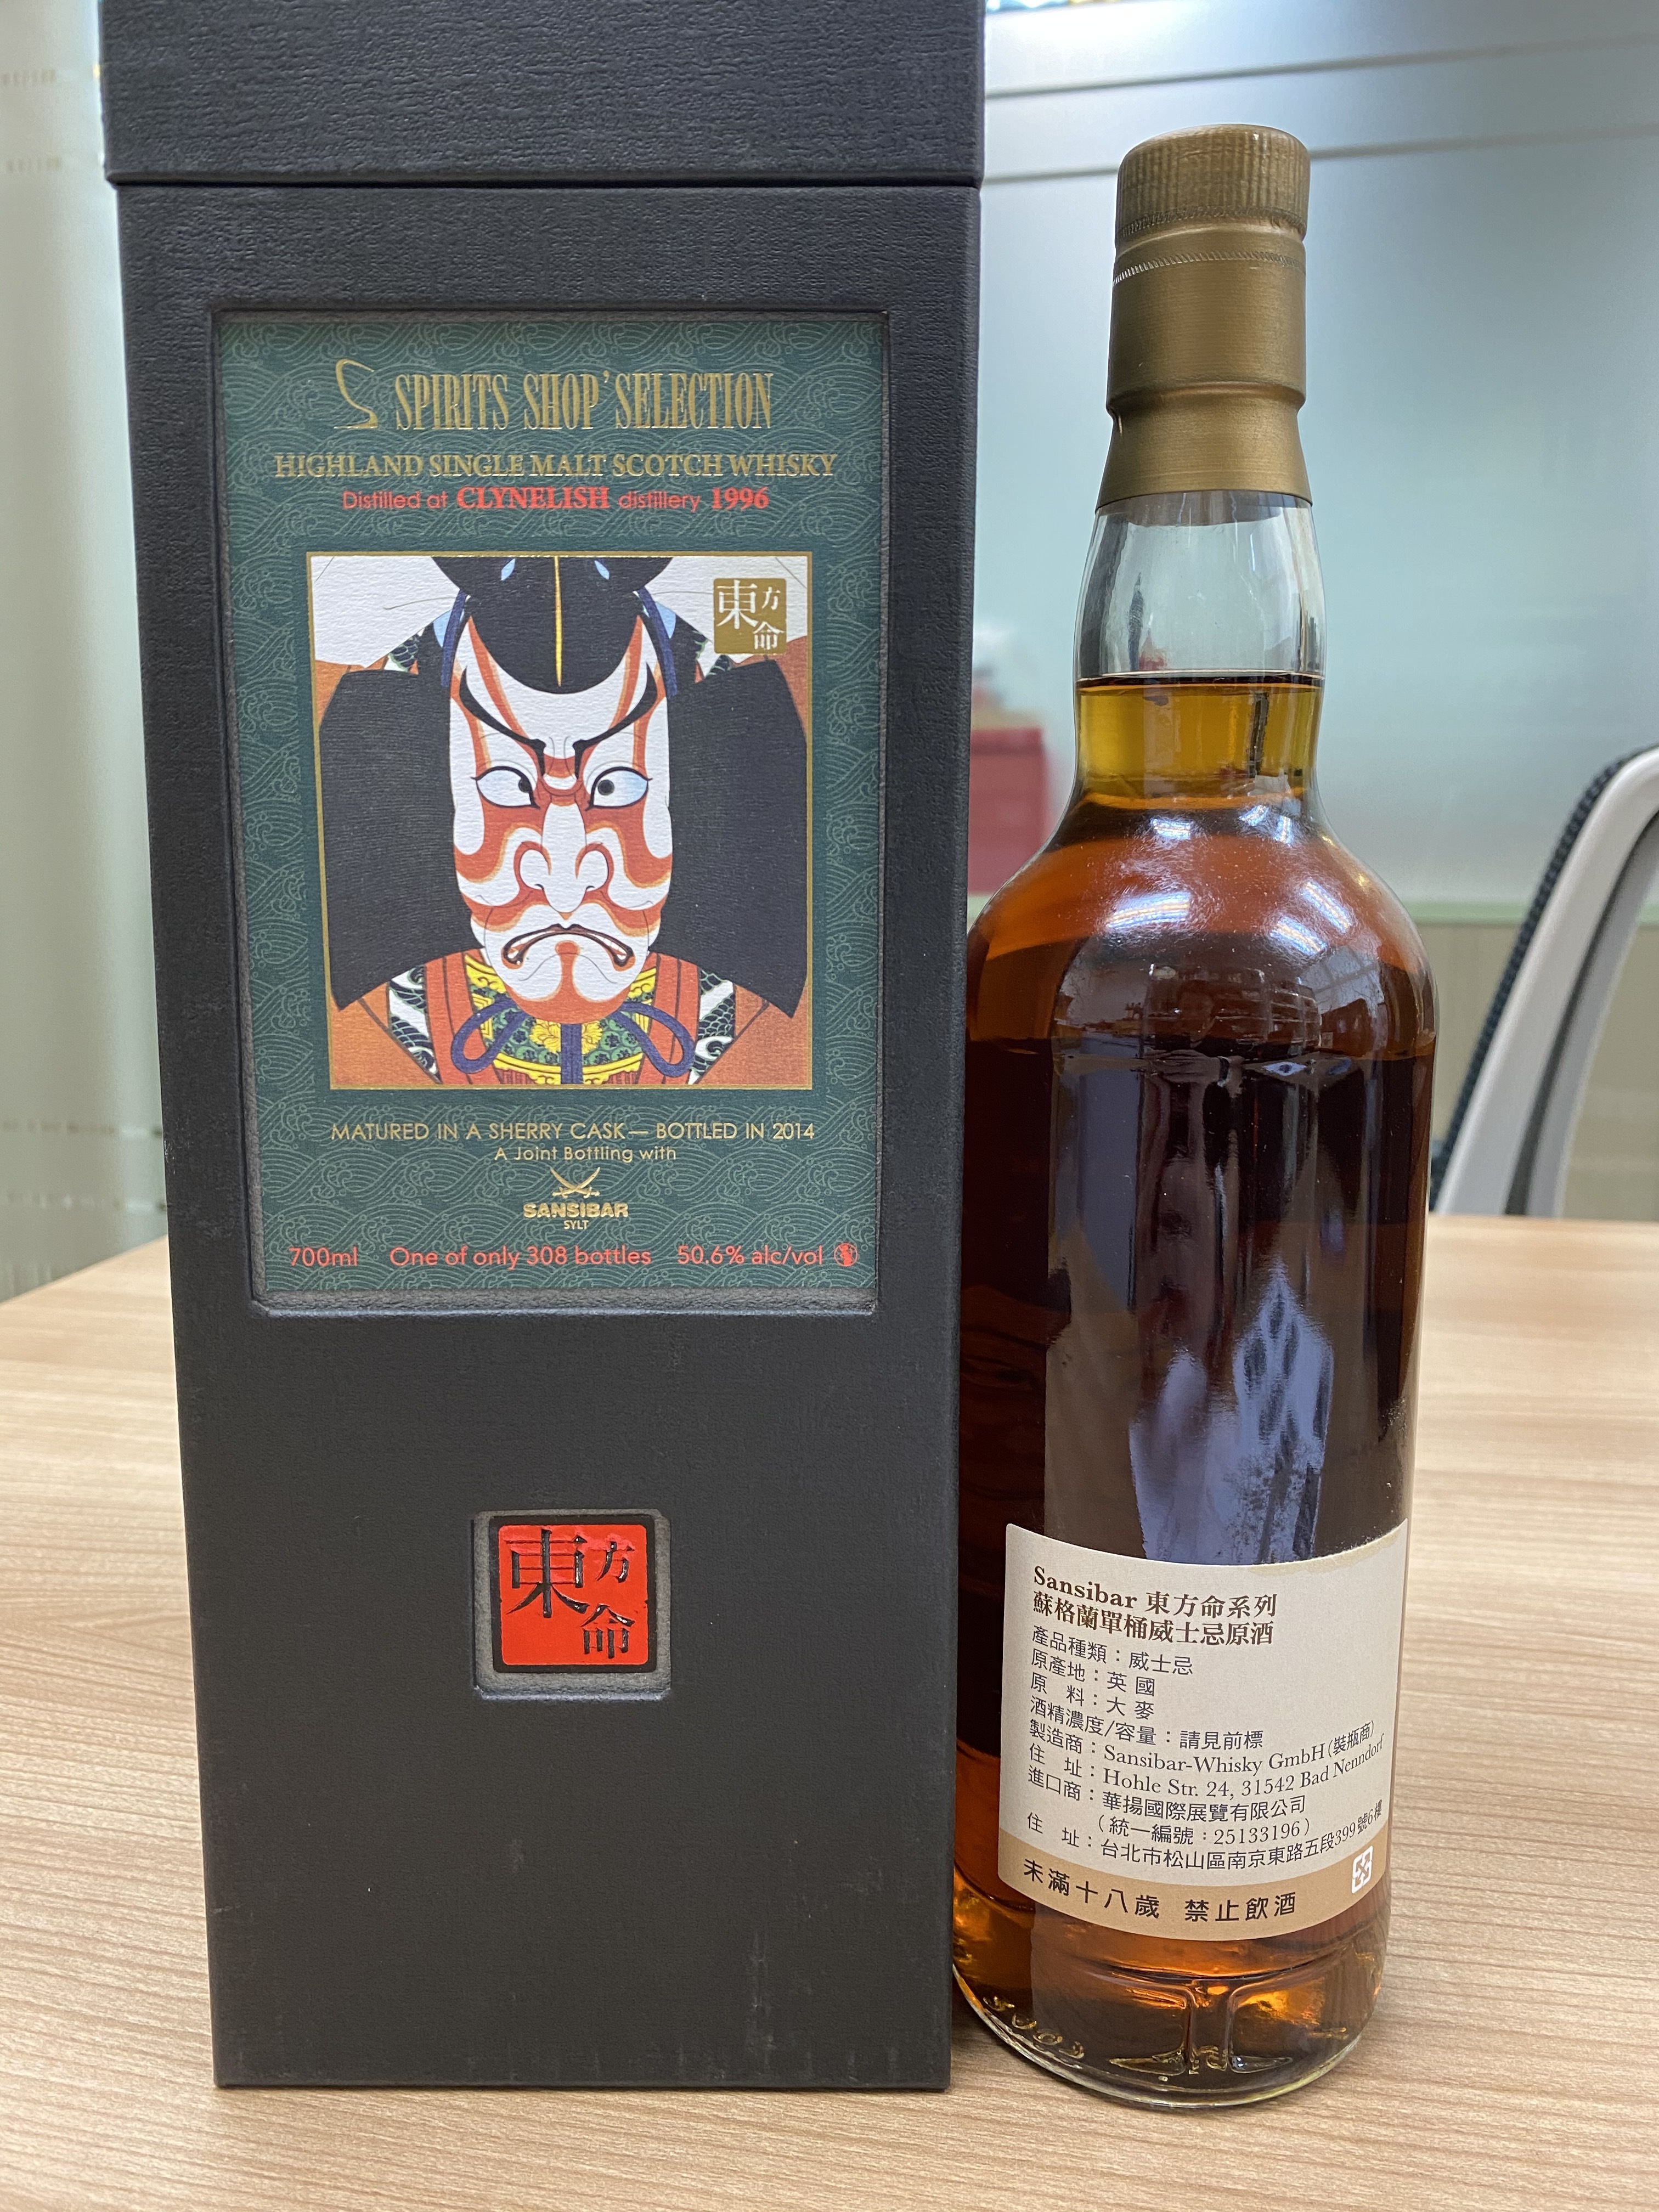 SPIRITS SHOP' SELECTION
HIGHLAND SINGLE MALT SCOTCH WHISKY
Distilled at CLYNELISH distillery 1996
東方命
MATURED IN A SHERRY CASK— BOTTLED IN 2014
A Joint Bottling with
SANSIBAR
SYLT
700ml One of only 308 bottles 50.6% alc/vol
東方命
Sansibar 東方命系列
蘇格蘭單桶威士忌原酒
產品種類：威士忌
原產地：英國
原 料：大麥
酒精濃度/容量：請見前標
製造商：Sansibar-Whisky GmbH(裝瓶商)
住 址：Hohle Str. 24, 31542 Bad Nenndorf
進口商：華揚國際展覽有限公司
（統一編號：25133196）
住 址：台北市松山區南京東路五段399號6樓
未滿十八歲 禁止飲酒